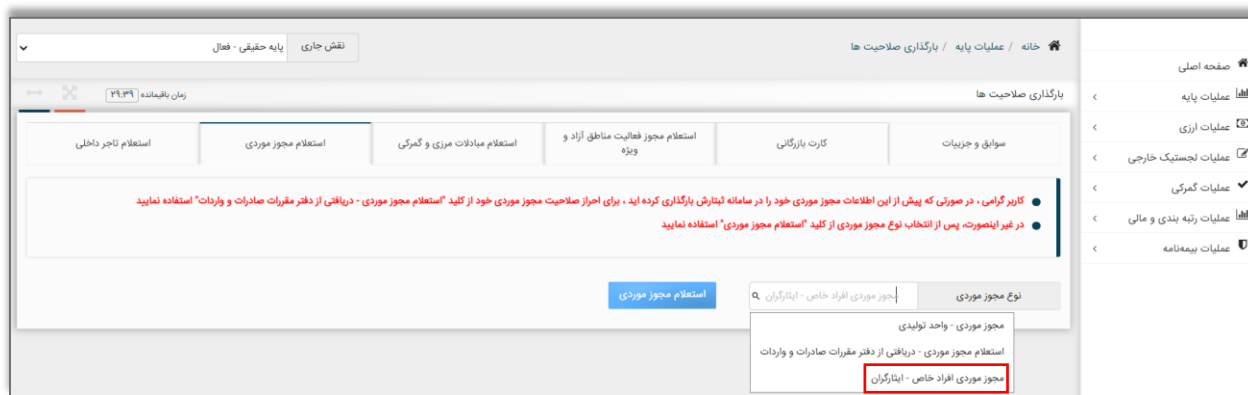 خانه / عملیات پایه / بارگذاری صلاحیت ها
نقش جاری
پایه حقیقی - فعال
صفحه اصلی
عملیات پایه
عملیات ارزی
عملیات لجستیک خارجی
عملیات گمرکی
عملیات رتبه بندی و مالی
عملیات بیمه‌نامه
بارگذاری صلاحیت ها
زمان باقیمانده ۲۹:۳۹
سوابق و جزییات
کارت بازرگانی
استعلام مجوز فعالیت مناطق آزاد و
ویژه
استعلام مبادلات مرزی و گمرکی
استعلام مجوز موردی
استعلام تاجر داخلی
کاربر گرامی ، در صورتی که پیش از این اطلاعات مجوز موردی خود را در سامانه ثبتارش بارگذاری کرده اید ، برای احراز صلاحیت مجوز موردی خود از کلید "استعلام مجوز موردی - دریافتی از دفتر مقررات صادرات و واردات" استفاده نمایید
در غیر اینصورت، پس از انتخاب نوع مجوز موردی از کلید "استعلام مجوز موردی" استفاده نمایید
نوع مجوز موردی
مجوز موردی افراد خاص - ایثارگران
استعلام مجوز موردی
مجوز موردی - واحد تولیدی
استعلام مجوز موردی - دریافتی از دفتر مقررات صادرات و واردات
مجوز موردی افراد خاص - ایثارگران